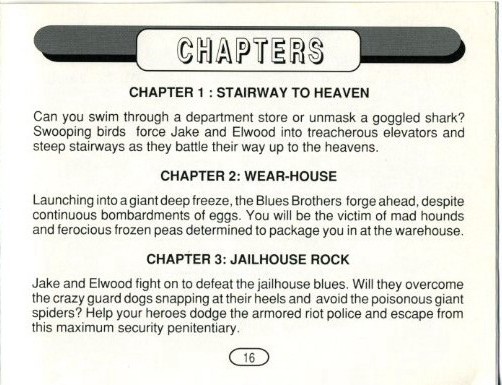 CHAPTERS
CHAPTER 1 : STAIRWAY TO HEAVEN
Can you swim through a department store or unmask a goggled shark?
Swooping birds force Jake and Elwood into treacherous elevators and
steep stairways as they battle their way up to the heavens.
CHAPTER 2: WEAR-HOUSE
Launching into a giant deep freeze, the Blues Brothers forge ahead, despite
continuous bombardments of eggs. You will be the victim of mad hounds
and ferocious frozen peas determined to package you in at the warehouse.
CHAPTER 3: JAILHOUSE ROCK
Jake and Elwood fight on to defeat the jailhouse blues. Will they overcome
the crazy guard dogs snapping at their heels and avoid the poisonous giant
spiders? Help your heroes dodge the armored riot police and escape from
this maximum security penitentiary.
16